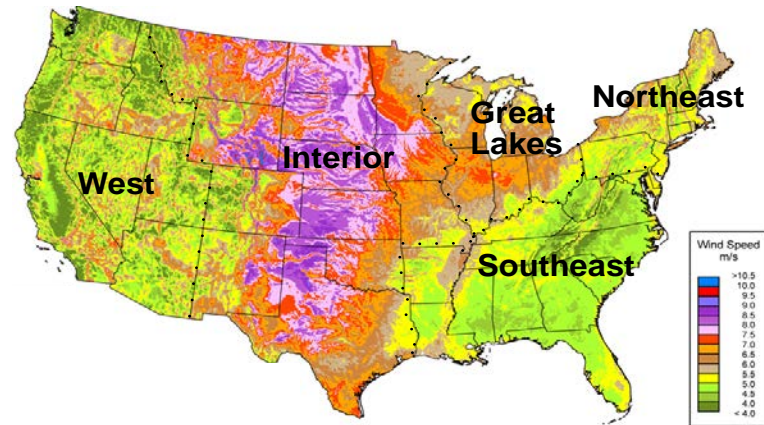 Northeast
Great
Lakes
Interior
West
Southeast
Wind Speed
m/s
>10.5
10.0
9.5
9.0
8.5
8.0
7.5
7.0
6.5
6.0
5.5
5.0
4.5
4.0
< 4.0